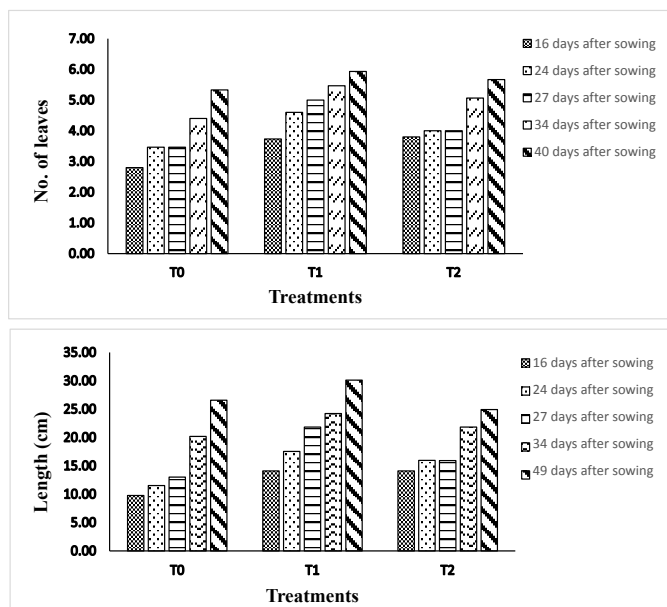 7.00
6.00
5.00
4.00
3.00
2.00
1.00
0.00
No. of leaves
T0 T1 T2
Treatments
16 days after sowing
24 days after sowing
27 days after sowing
34 days after sowing
40 days after sowing
35.00
30.00
25.00
20.00
15.00
10.00
5.00
0.00
Length (cm)
T0 T1 T2
Treatments
16 days after sowing
24 days after sowing
27 days after sowing
34 days after sowing
49 days after sowing